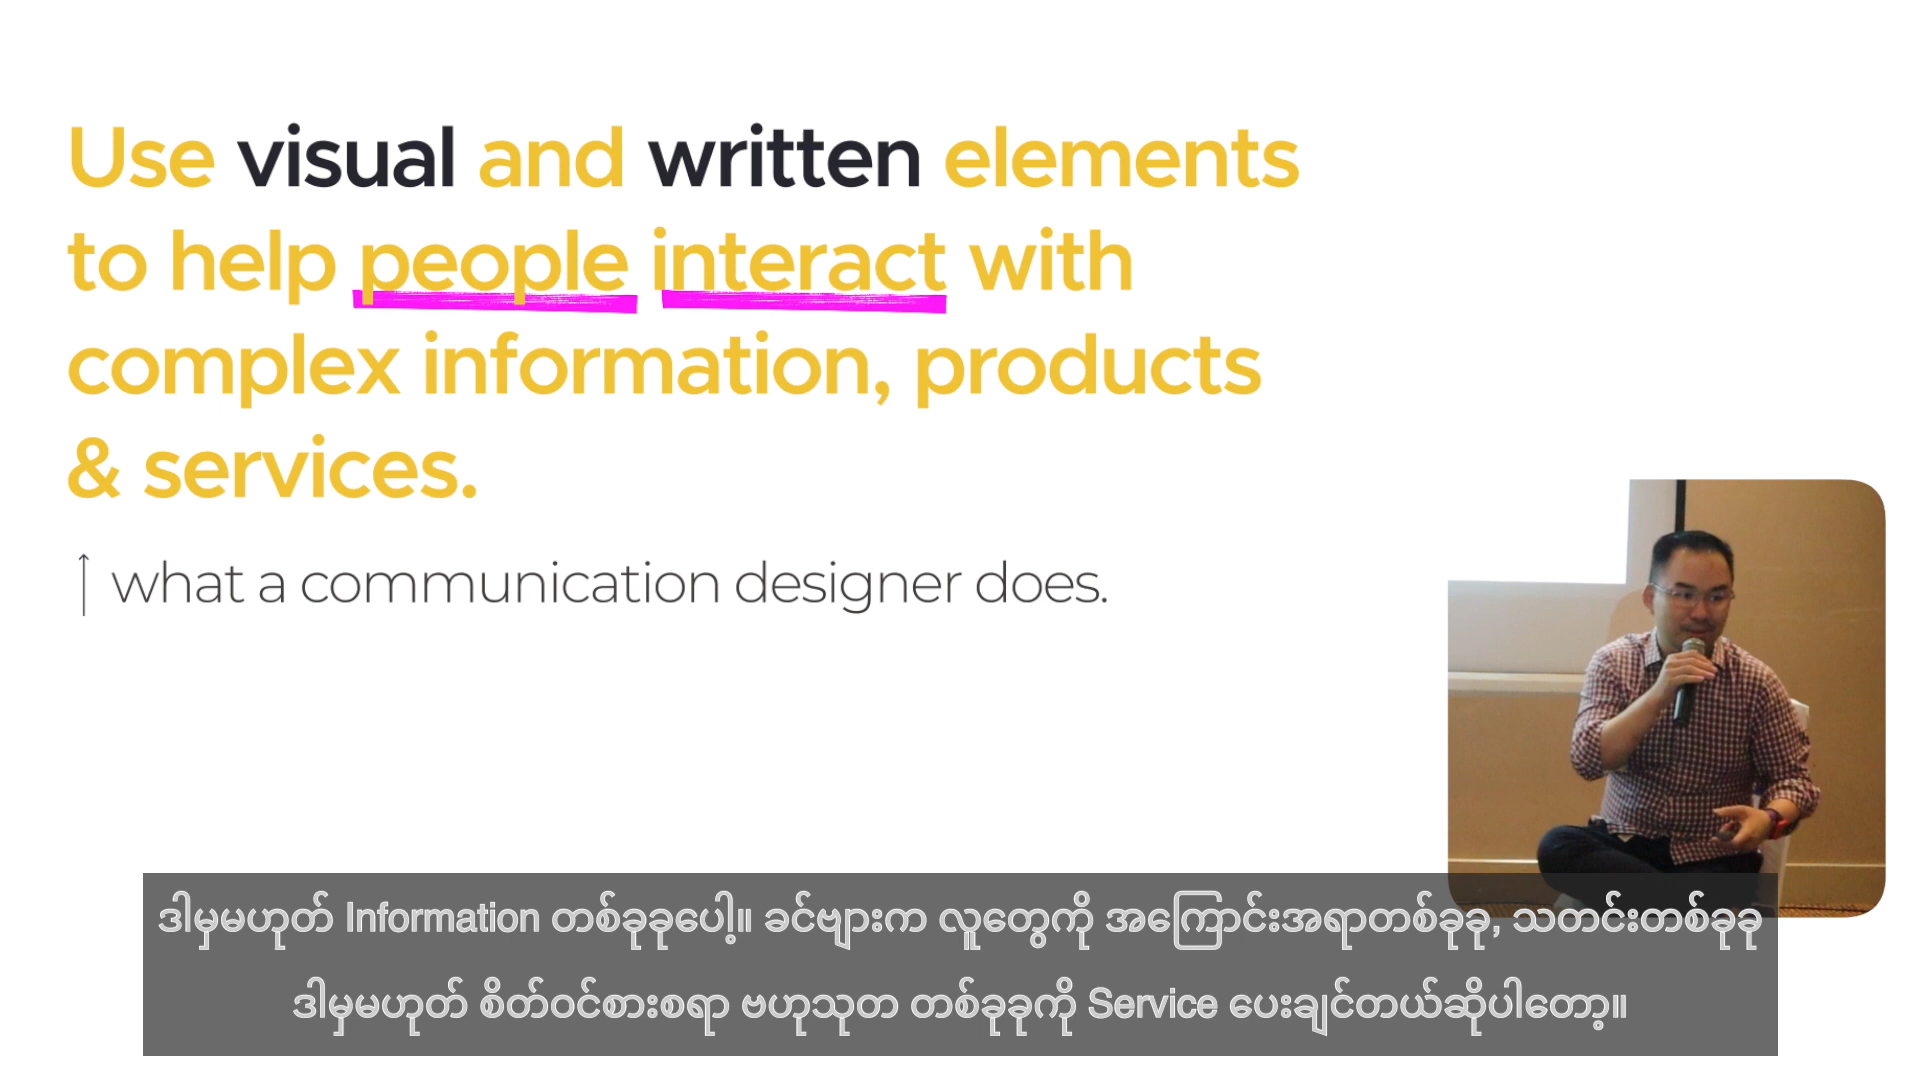 Use visual and written elements
to help people interact with
complex information, products
& services.
↑ what a communication designer does.
ဒါမှမဟုတ် Information တစ်ခုခုပေါ့။ ခင်ဗျားက လူတွေကို အကြောင်းအရာတစ်ခုခု, သတင်းတစ်ခုခု
ဒါမှမဟုတ် စိတ်ဝင်စားစရာ ဗဟုသုတ တစ်ခုခုကို Service ပေးချင်တယ်ဆိုပါတော့။